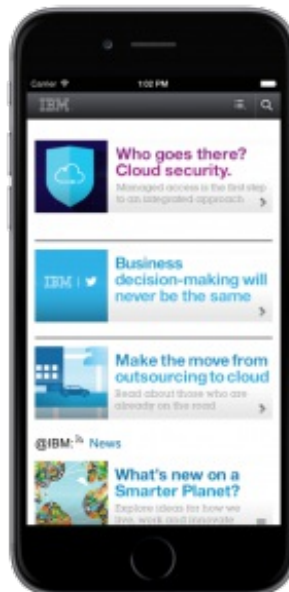 Carrier 1:02 PM
IBM
Who goes there?
Cloud security.
Managed access is the first step
to an integrated approach
IBM
Business
decision-making will
never be the same
Make the move from
outsourcing to cloud
Read about those who are
already on the road
@IBM: News
What's new on a
Smarter Planet?
Explore ideas for how we
live, work and innovate